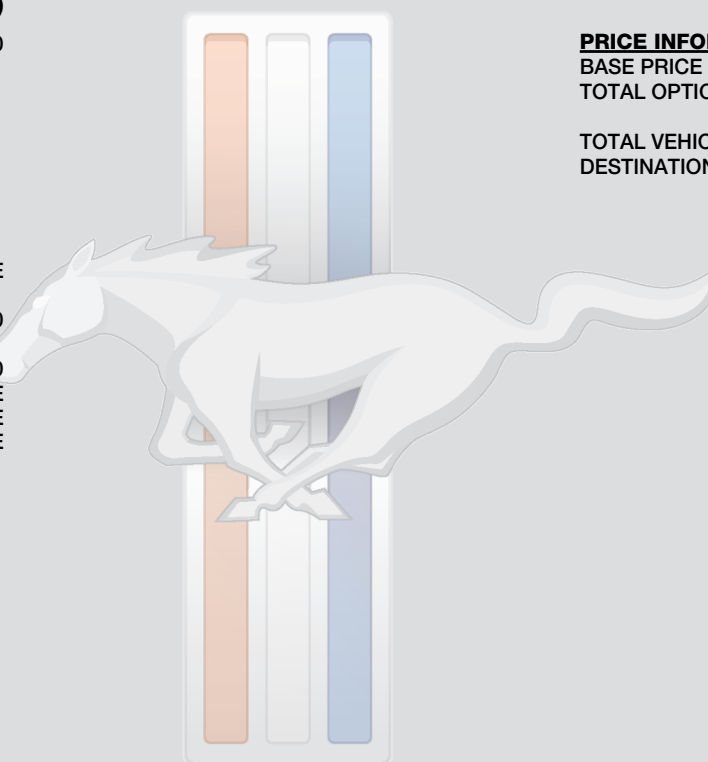 PRICE INFO
BASE PRICE
TOTAL OPTIO
TOTAL VEHIC
DESTINATION